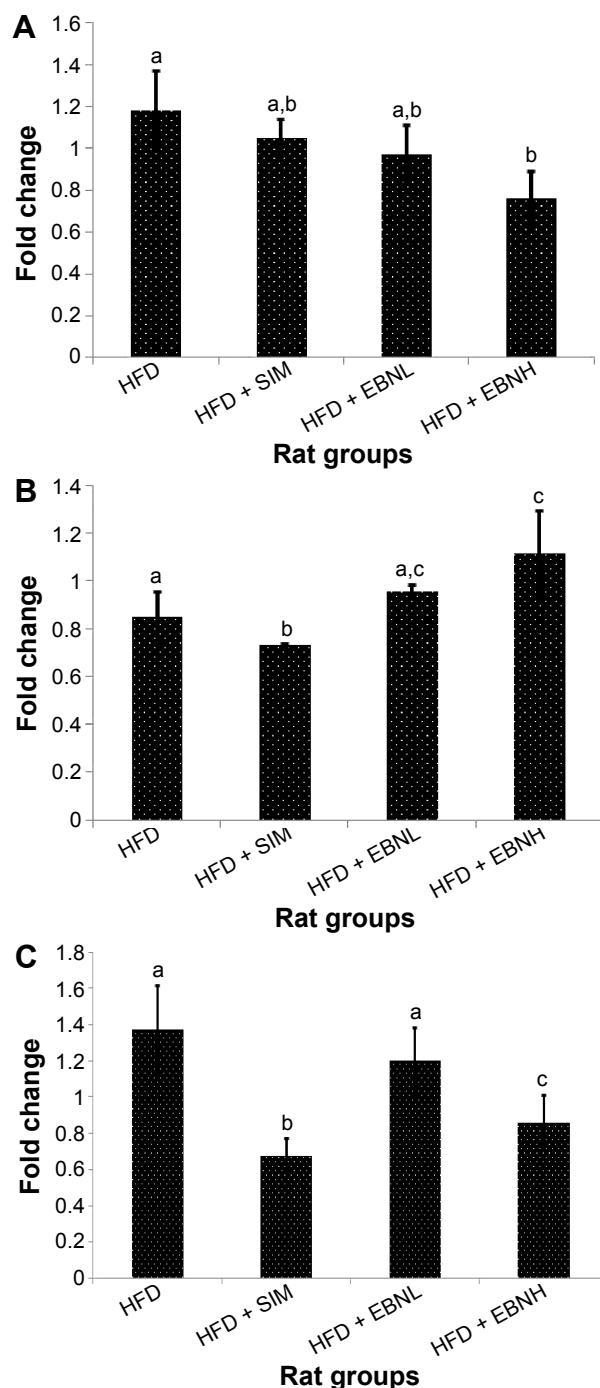 A
Fold change
1.6
1.4
1.2
1
0.8
0.6
0.4
0.2
0
a
a,b
a,b
b
HFD
HFD + SIM
HFD + EBNL
HFD + EBNH
Rat groups
B
Fold change
1.4
1.2
1
0.8
0.6
0.4
0.2
0
a
b
a,c
c
HFD
HFD + SIM
HFD + EBNL
HFD + EBNH
Rat groups
C
Fold change
1.8
1.6
1.4
1.2
1
0.8
0.6
0.4
0.2
0
a
b
a
c
HFD
HFD + SIM
HFD + EBNL
HFD + EBNH
Rat groups